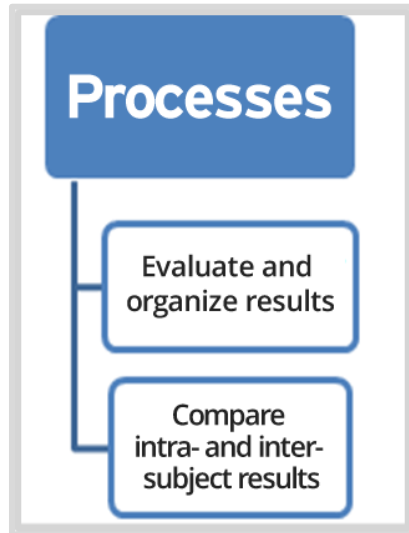 Processes
Evaluate and
organize results
Compare
intra- and inter-
subject results